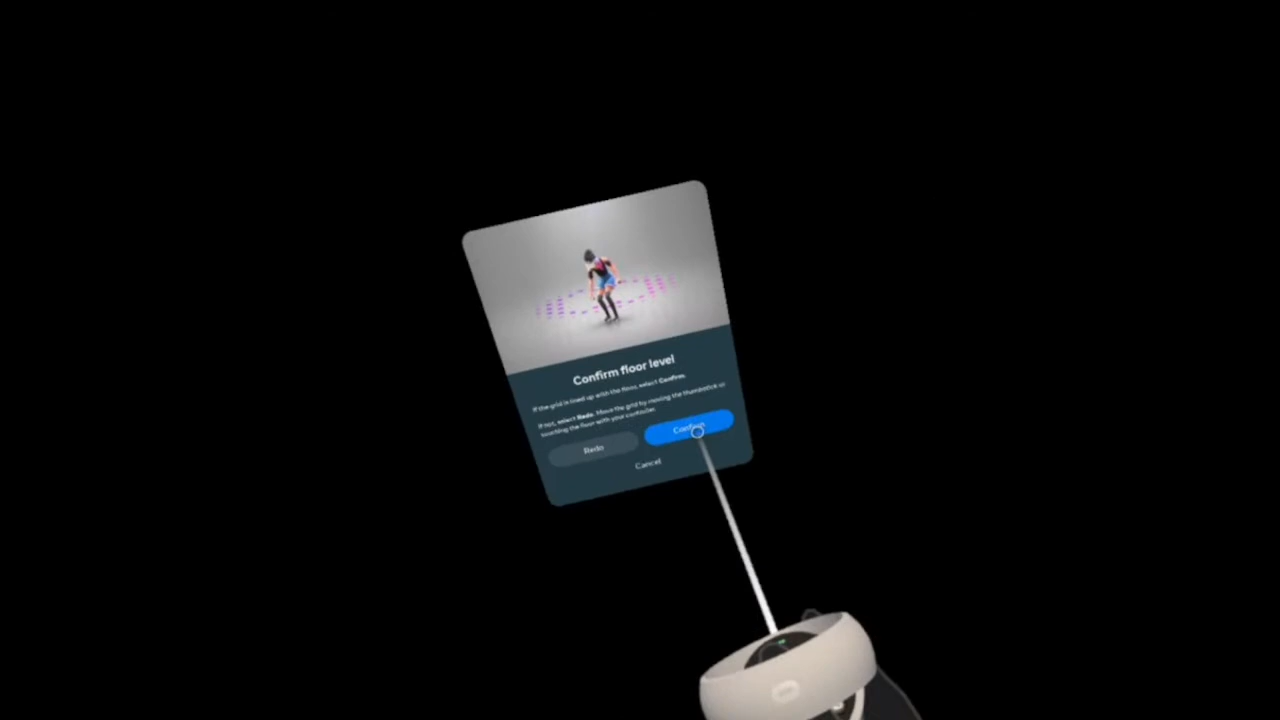 Confirm floor level
If the grid is lined up with the floor, select Confirm.
If not, select Redo. Move the grid by moving the thumbstick or
touching the floor with your controller.
Redo
Confirm
Cancel